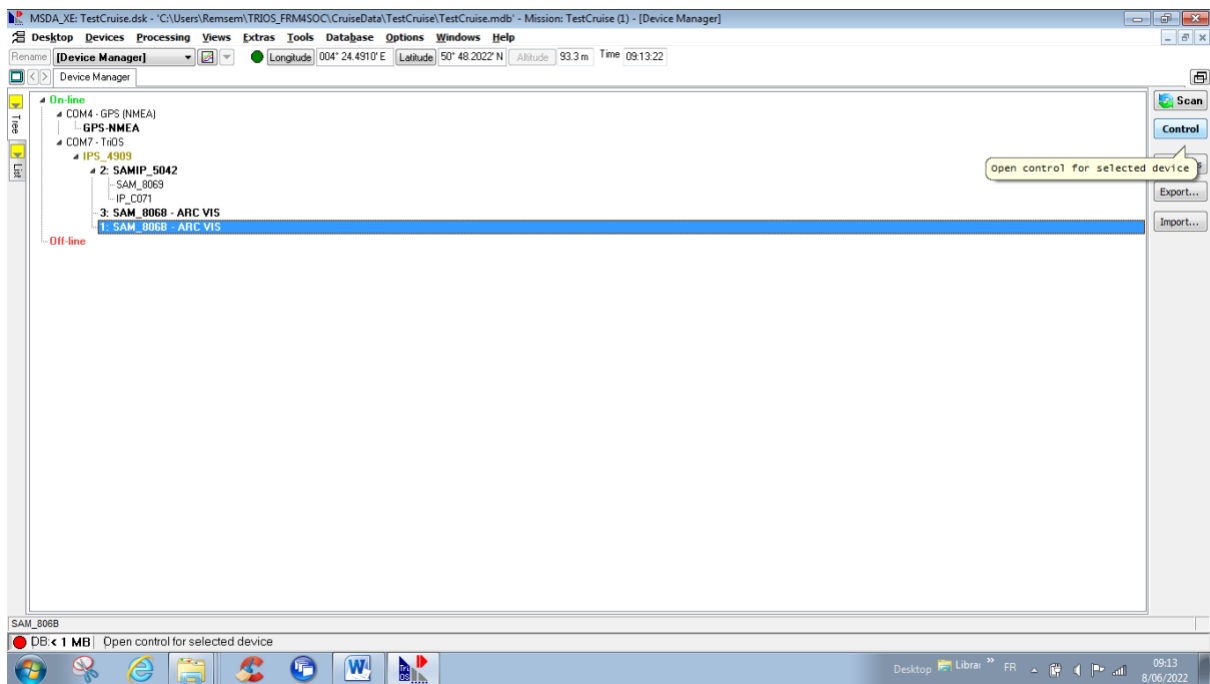 MSDA_XE: TestCruise.dsk - 'C:\Users\Remsem\TRIOS_FRM4SOC\CruiseData\TestCruise\TestCruise.mdb' - Mission: TestCruise (1) - [Device Manager]
Desktop Devices Processing Views Extras Tools Database Options Windows Help
Rename [Device Manager] Longitude 004° 24.4910' E Latitude 50° 48.2022' N Altitude 93.3 m Time 09:13:22
Device Manager
Tree
List
On-line
COM4 - GPS (NMEA)
GPS-NMEA
COM7 - TriOS
IPS_4909
2: SAMIP_5042
SAM_8069
IP_C071
3: SAM_8068 - ARC VIS
1: SAM_806B - ARC VIS
Off-line
Scan
Control
Open control for selected device
Export...
Import...
SAM_806B
DB:< 1 MB Open control for selected device
Desktop Librai » FR 09:13
8/06/2022